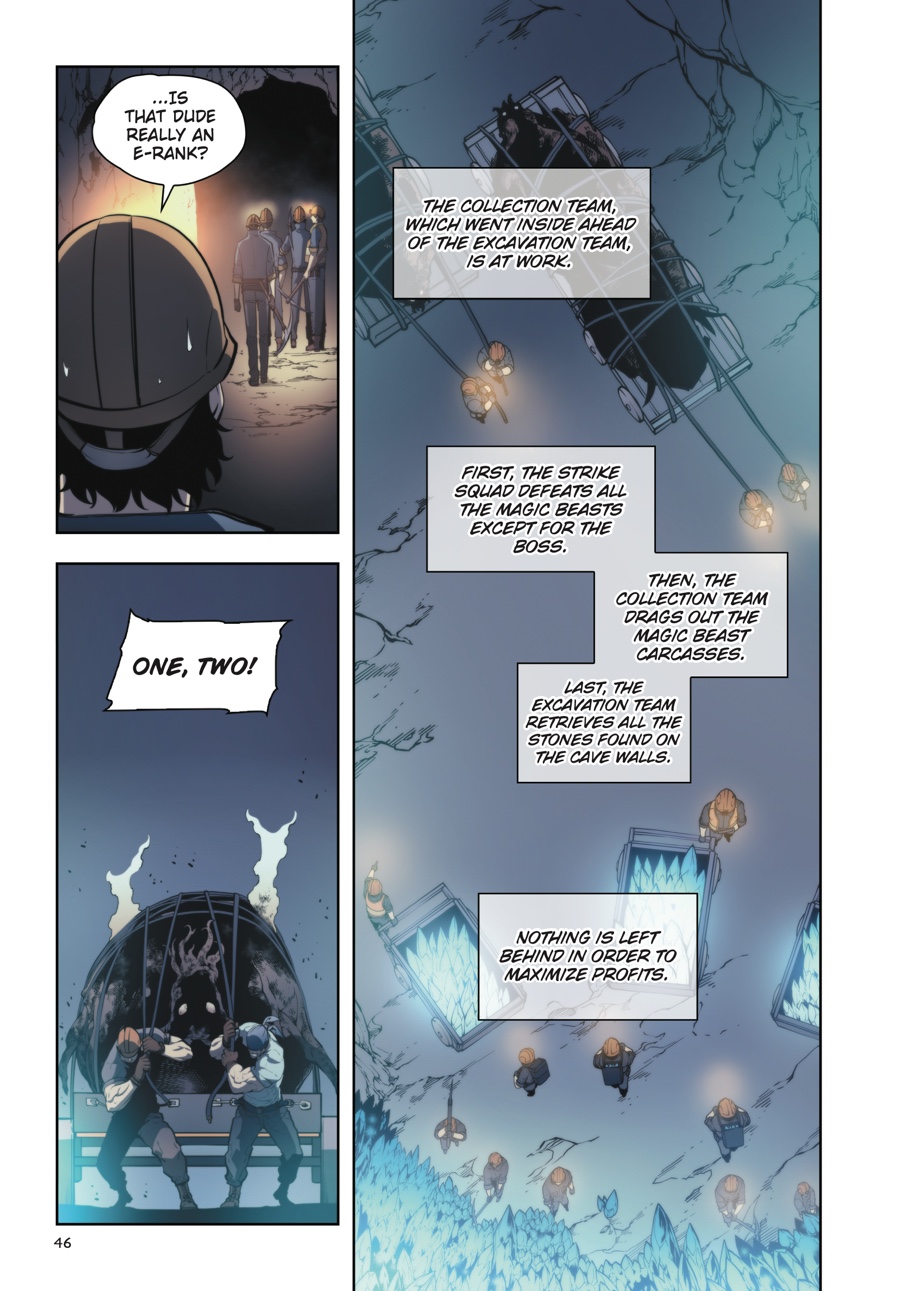 ...IS
THAT DUDE
REALLY AN
E-RANK?
THE COLLECTION TEAM,
WHICH WENT INSIDE AHEAD
OF THE EXCAVATION TEAM,
IS AT WORK.
FIRST, THE STRIKE
SQUAD DEFEATS ALL
THE MAGIC BEASTS
EXCEPT FOR THE
BOSS.
THEN, THE
COLLECTION TEAM
DRAGS OUT THE
MAGIC BEAST
CARCASSES.
LAST, THE
EXCAVATION TEAM
RETRIEVES ALL THE
STONES FOUND ON
THE CAVE WALLS.
NOTHING IS LEFT
BEHIND IN ORDER TO
MAXIMIZE PROFITS.
ONE, TWO!
46